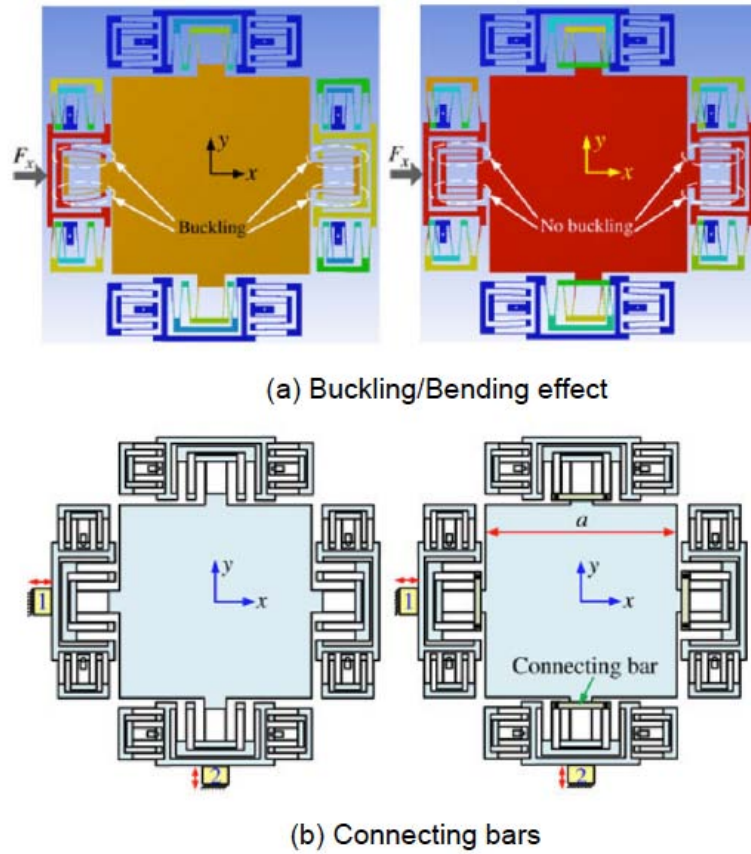 y
x
F_x
Buckling
y
x
F_x
No buckling
(a) Buckling/Bending effect
y
x
1
2
a
y
x
1
Connecting bar
2
(b) Connecting bars